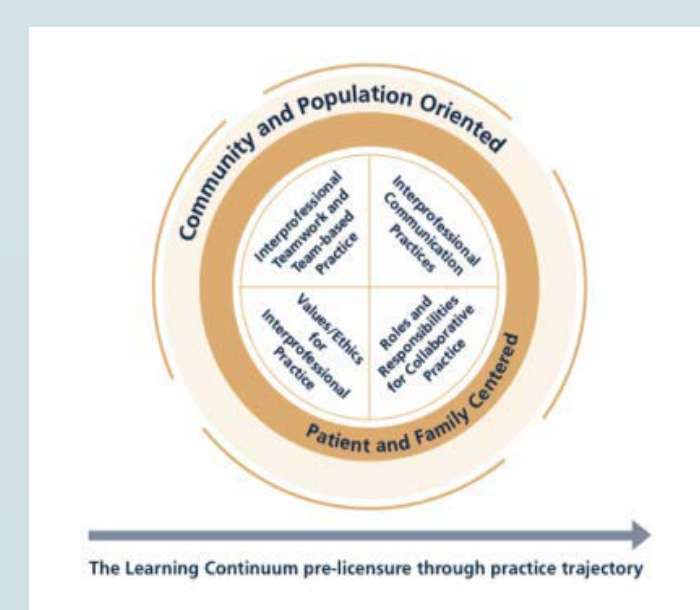 Community and Population Oriented
Interprofessional
Teamwork and
Team-based
Practice
Interprofessional
Communication
Practices
Values/Ethics
for
Interprofessional
Practice
Roles and
Responsibilities
for Collaborative
Practice
Patient and Family Centered
The Learning Continuum pre-licensure through practice trajectory